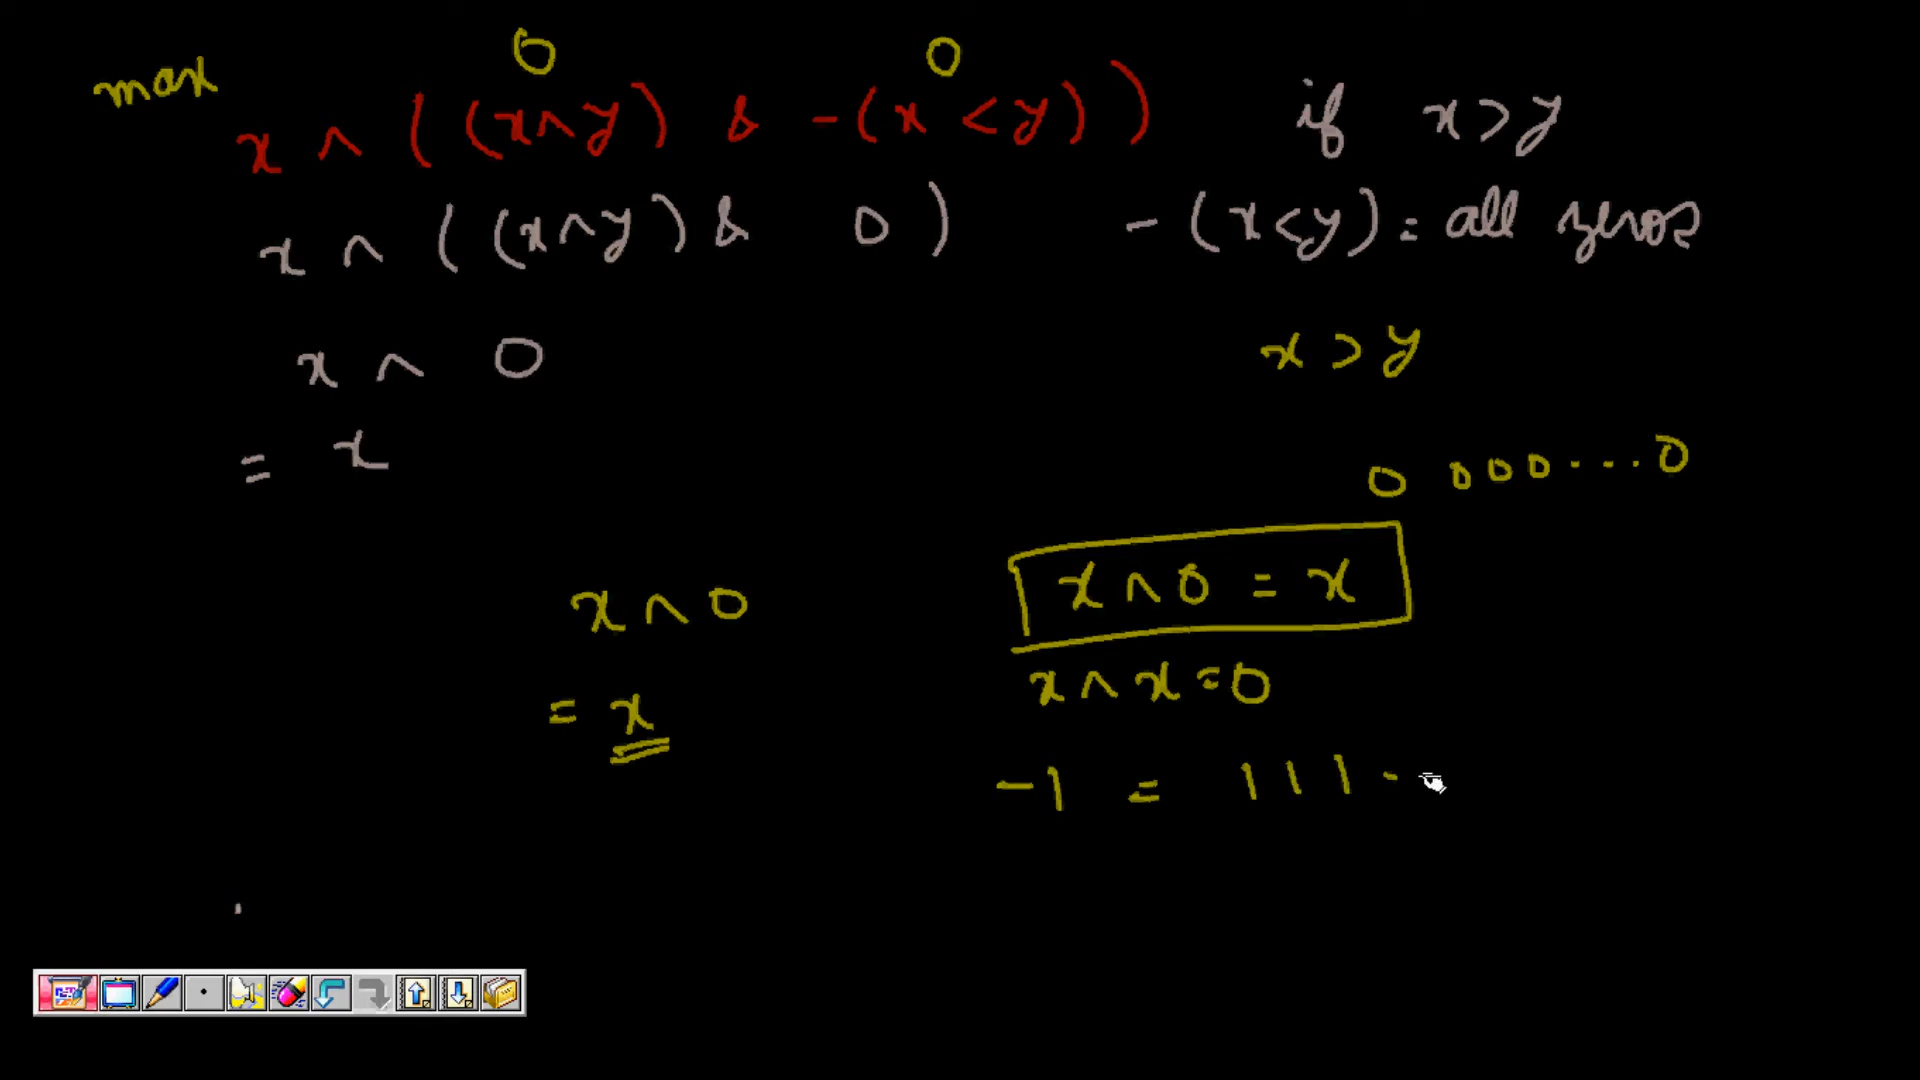 0 0
max x ^ ( (x^y) & -(x < y) ) if x > y
x ^ ( (x^y) & 0 ) - (x<y) = all zeros
x ^ 0 x > y
= x 0 000...0
x ^ 0 x ^ 0 = x
= x x ^ x = 0
-1 = 111 -